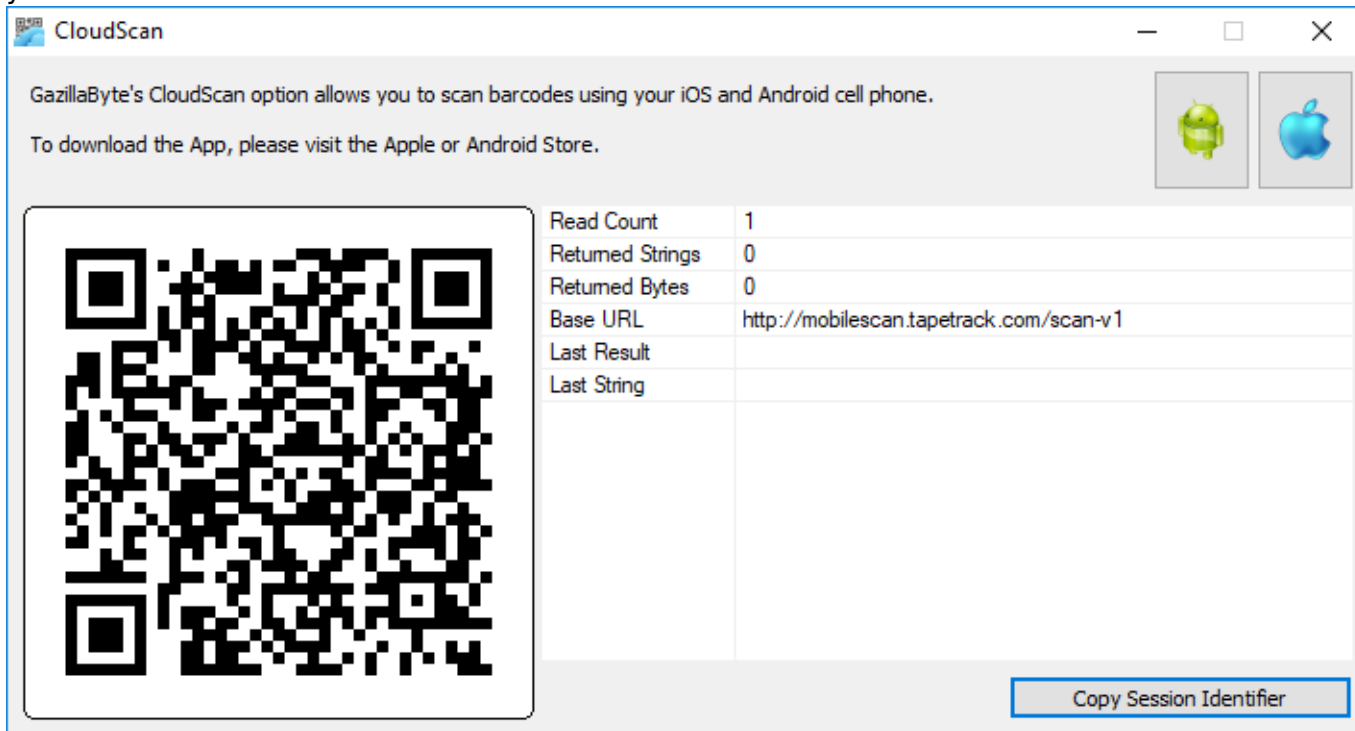 y
CloudScan
GazillaByte's CloudScan option allows you to scan barcodes using your iOS and Android cell phone.
To download the App, please visit the Apple or Android Store.
Read Count 1
Returned Strings 0
Returned Bytes 0
Base URL http://mobilescan.tapetrack.com/scan-v1
Last Result
Last String
Copy Session Identifier